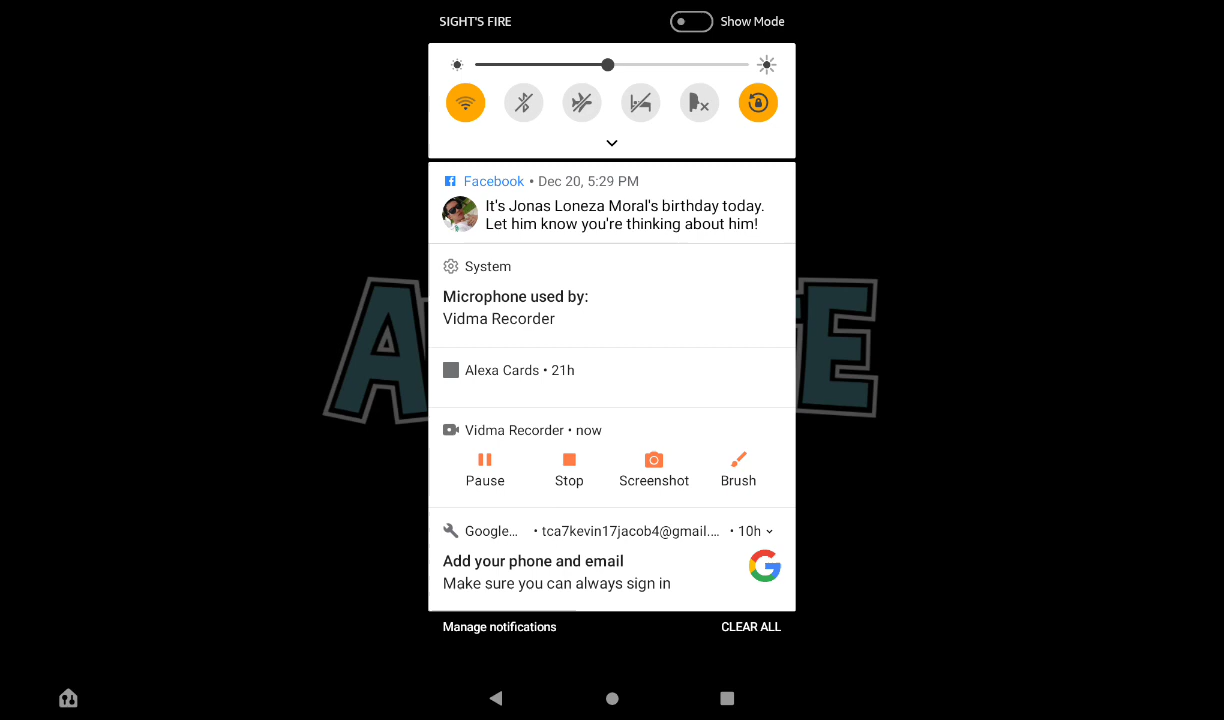 SIGHT'S FIRE
Show Mode
Facebook • Dec 20, 5:29 PM
It's Jonas Loneza Moral's birthday today.
Let him know you're thinking about him!
System
Microphone used by:
Vidma Recorder
Alexa Cards • 21h
Vidma Recorder • now
Pause Stop Screenshot Brush
Google... • tca7kevin17jacob4@gmail.... • 10h
Add your phone and email
Make sure you can always sign in
Manage notifications
CLEAR ALL